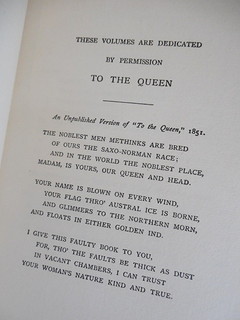 THESE VOLUMES ARE DEDICATED
BY PERMISSION
TO THE QUEEN
An Unpublished Version of "To the Queen," 1851.
THE NOBLEST MEN METHINKS ARE BRED
OF OURS THE SAXO-NORMAN RACE;
AND IN THE WORLD THE NOBLEST PLACE,
MADAM, IS YOURS, OUR QUEEN AND HEAD.
YOUR NAME IS BLOWN ON EVERY WIND,
YOUR FLAG THRO' AUSTRAL ICE IS BORNE,
AND GLIMMERS TO THE NORTHERN MORN,
AND FLOATS IN EITHER GOLDEN IND.
I GIVE THIS FAULTY BOOK TO YOU,
FOR, THO' THE FAULTS BE THICK AS DUST
IN VACANT CHAMBERS, I CAN TRUST
YOUR WOMAN'S NATURE KIND AND TRUE.